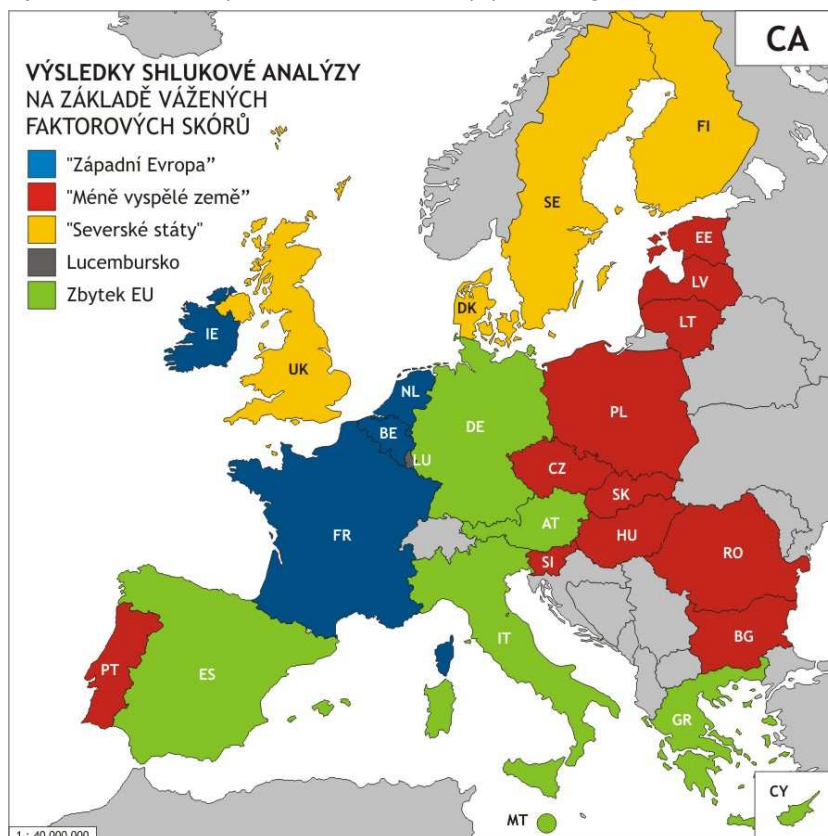 CA
VÝSLEDKY SHLUKOVÉ ANALÝZY
NA ZÁKLADĚ VÁŽENÝCH
FAKTOROVÝCH SKÓRŮ
"Západní Evropa”
"Méně vyspělé země”
"Severské státy"
Lucembursko
Zbytek EU
FI
SE
EE
LV
LT
DK
IE
UK
NL
PL
DE
BE
LU
CZ
SK
AT
HU
FR
RO
SI
BG
IT
PT
ES
GR
CY
MT
1 : 40 000 000